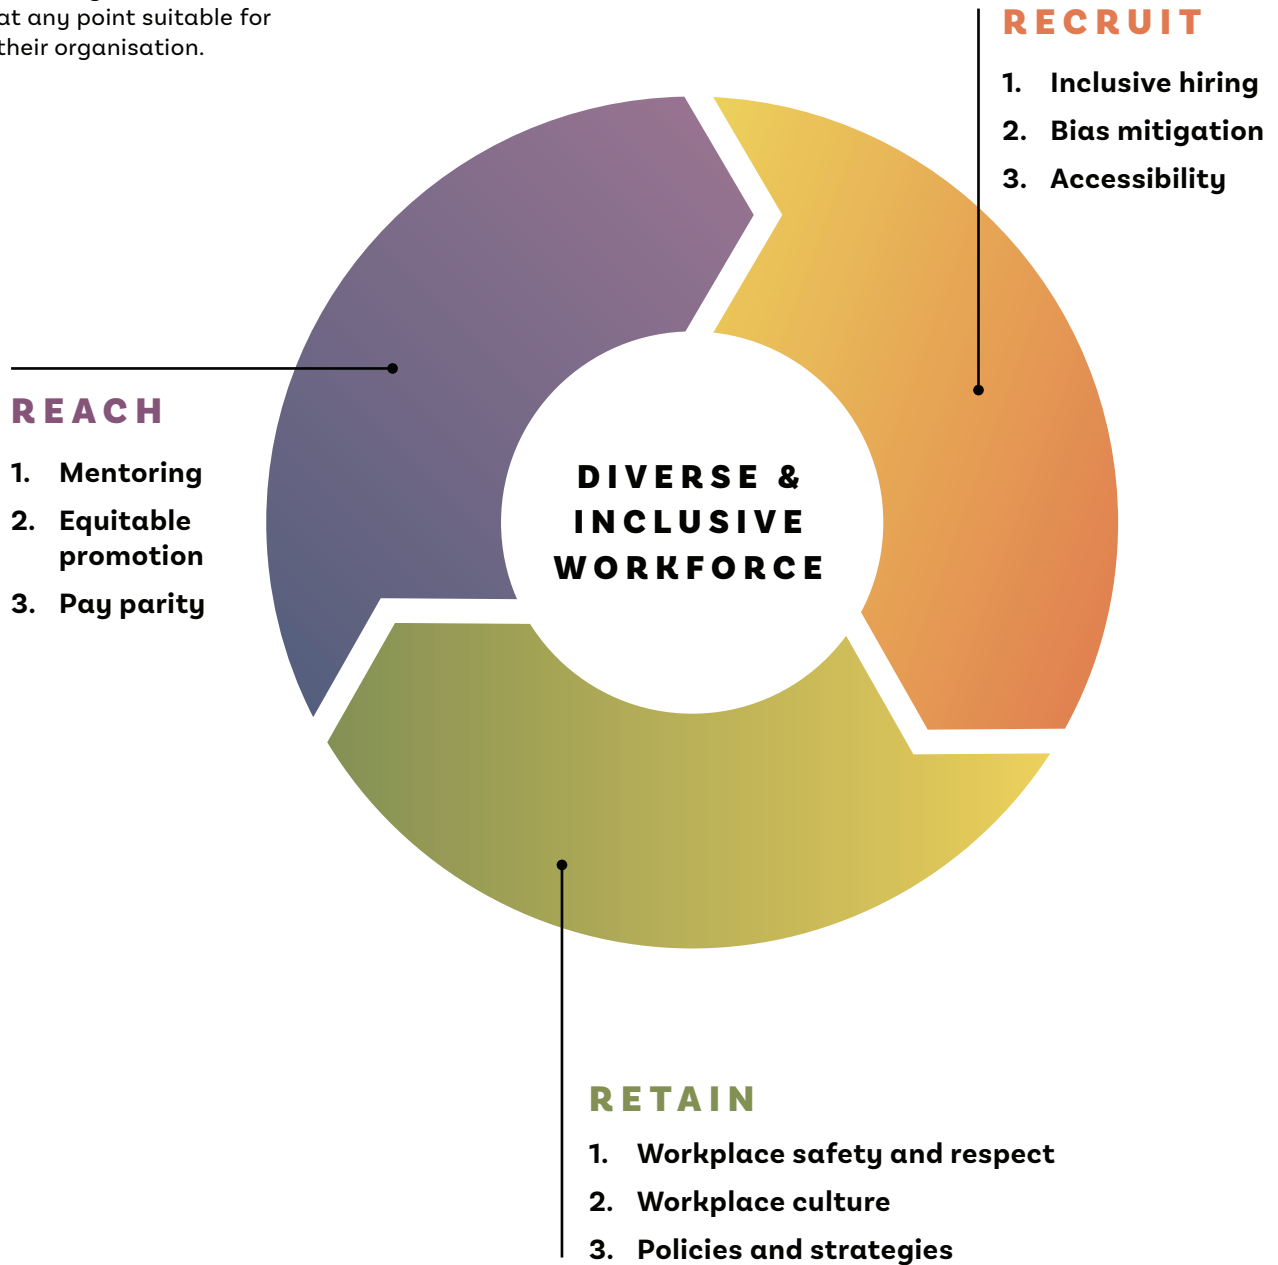 at any point suitable for
their organisation.
RECRUIT
1. Inclusive hiring
2. Bias mitigation
3. Accessibility
REACH
1. Mentoring
2. Equitable
promotion
3. Pay parity
DIVERSE &
INCLUSIVE
WORKFORCE
RETAIN
1. Workplace safety and respect
2. Workplace culture
3. Policies and strategies